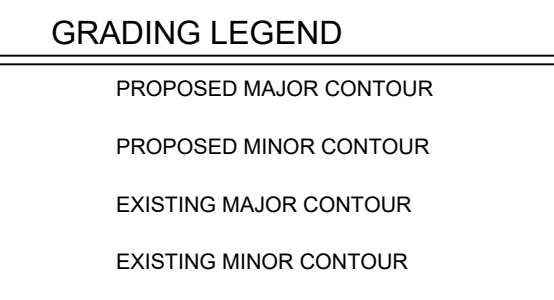 GRADING LEGEND
PROPOSED MAJOR CONTOUR
PROPOSED MINOR CONTOUR
EXISTING MAJOR CONTOUR
EXISTING MINOR CONTOUR